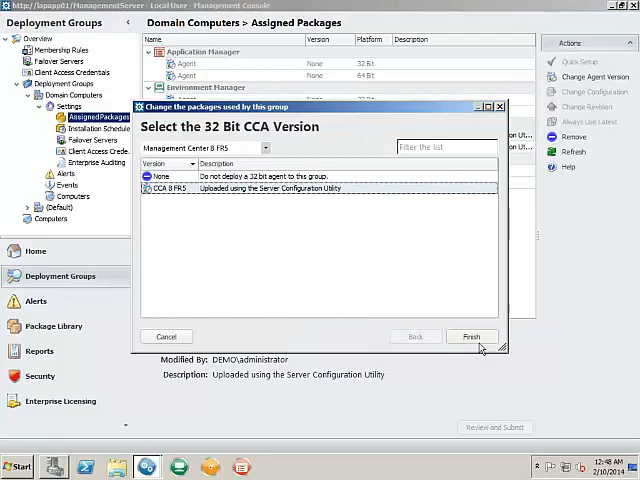 http://lapapp01/ManagementServer - Local User - Management Console
Deployment Groups
Overview
Membership Rules
Failover Servers
Client Access Credentials
Deployment Groups
Domain Computers
Settings
Assigned Packages
Installation Schedule
Failover Servers
Client Access Crede...
Enterprise Auditing
Alerts
Events
Computers
(Default)
Computers
Home
Deployment Groups
Alerts
Package Library
Reports
Security
Enterprise Licensing
Domain Computers > Assigned Packages
Name Version Platform Description
Application Manager
Agent None 32 Bit
Agent None 64 Bit
Environment Manager
Change the packages used by this group
Select the 32 Bit CCA Version
Management Center 8 FR5
Filter the list
Version Description
None Do not deploy a 32 bit agent to this group.
CCA 8 FR5 Uploaded using the Server Configuration Utility
Cancel
Back
Finish
on Ut...
on Ut...
Modified By: DEMO\administrator
Description: Uploaded using the Server Configuration Utility
Review and Submit
Actions
Quick Setup
Change Agent Version
Change Configuration
Change Revision
Always Use Latest
Remove
Refresh
Help
Start
12:48 AM
2/10/2014